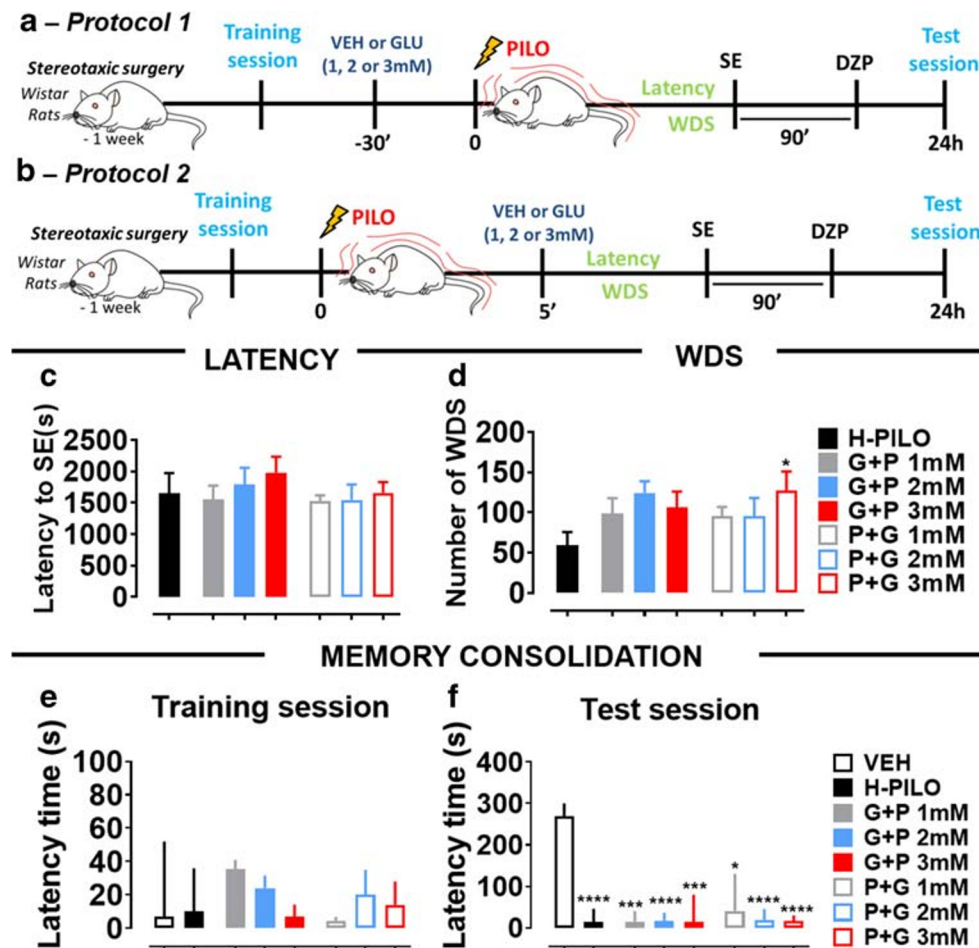 a – Protocol 1
Training session
VEH or GLU (1, 2 or 3mM)
PILO
SE
DZP
Test session
Stereotaxic surgery
Wistar Rats
- 1 week
-30’
0
Latency
WDS
90’
24h
b – Protocol 2
Training session
PILO
VEH or GLU (1, 2 or 3mM)
SE
DZP
Test session
Stereotaxic surgery
Wistar Rats
- 1 week
0
5’
Latency
WDS
90’
24h
LATENCY
WDS
c
Latency to SE(s)
2500
2000
1500
1000
500
0
d
Number of WDS
200
150
100
50
0
*
H-PILO
G+P 1mM
G+P 2mM
G+P 3mM
P+G 1mM
P+G 2mM
P+G 3mM
MEMORY CONSOLIDATION
e
Training session
Latency time (s)
100
80
60
40
20
0
f
Test session
Latency time (s)
400
300
200
100
0
****
***
****
***
*
****
****
VEH
H-PILO
G+P 1mM
G+P 2mM
G+P 3mM
P+G 1mM
P+G 2mM
P+G 3mM